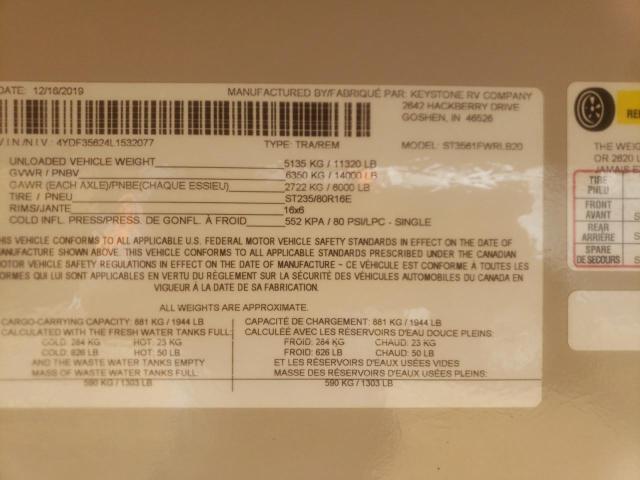 DATE: 12/16/2019
MANUFACTURED BY/FABRIQUÉ PAR: KEYSTONE RV COMPANY
2642 HACKBERRY DRIVE
GOSHEN, IN 46526
V.I.N./N.I.V.: 4YDF35624L1532077 TYPE: TRA/REM MODEL: ST3561FWRLB20
UNLOADED VEHICLE WEIGHT 5135 KG / 11320 LB
GVWR / PNBV 6350 KG / 14000 LB
GAWR (EACH AXLE)/PNBE(CHAQUE ESSIEU) 2722 KG / 6000 LB
TIRE / PNEU ST235/80R16E
RIMS/JANTE 16x6
COLD INFL. PRESS/PRESS. DE GONFL. À FROID 552 KPA / 80 PSI/LPC - SINGLE
THIS VEHICLE CONFORMS TO ALL APPLICABLE U.S. FEDERAL MOTOR VEHICLE SAFETY STANDARDS IN EFFECT ON THE DATE OF
MANUFACTURE SHOWN ABOVE. THIS VEHICLE CONFORMS TO ALL APPLICABLE STANDARDS PRESCRIBED UNDER THE CANADIAN
MOTOR VEHICLE SAFETY REGULATIONS IN EFFECT ON THE DATE OF MANUFACTURE - CE VÉHICULE EST CONFORME À TOUTES LES
NORMES QUI LUI SONT APPLICABLES EN VERTU DU RÈGLEMENT SUR LA SÉCURITÉ DES VÉHICULES AUTOMOBILES DU CANADA EN
VIGUEUR À LA DATE DE SA FABRICATION.
ALL WEIGHTS ARE APPROXIMATE.
CARGO-CARRYING CAPACITY: 881 KG / 1944 LB
CALCULATED WITH THE FRESH WATER TANKS FULL:
COLD: 284 KG HOT: 23 KG
COLD: 626 LB HOT: 50 LB
AND THE WASTE WATER TANKS EMPTY
MASS OF WASTE WATER TANKS FULL:
590 KG / 1303 LB
CAPACITÉ DE CHARGEMENT: 881 KG / 1944 LB
CALCULÉE AVEC LES RÉSERVOIRS D'EAU DOUCE PLEINS:
FROID: 284 KG CHAUD: 23 KG
FROID: 626 LB CHAUD: 50 LB
ET LES RÉSERVOIRS D'EAUX USÉES VIDES
MASSE DES RÉSERVOIRS D'EAUX USÉES PLEINS:
590 KG / 1303 LB
THE WEIG
OR 2620 L
JAMAIS E
TIRE
PNEU
FRONT
AVANT
REAR
ARRIÈRE
SPARE
DE SECOURS